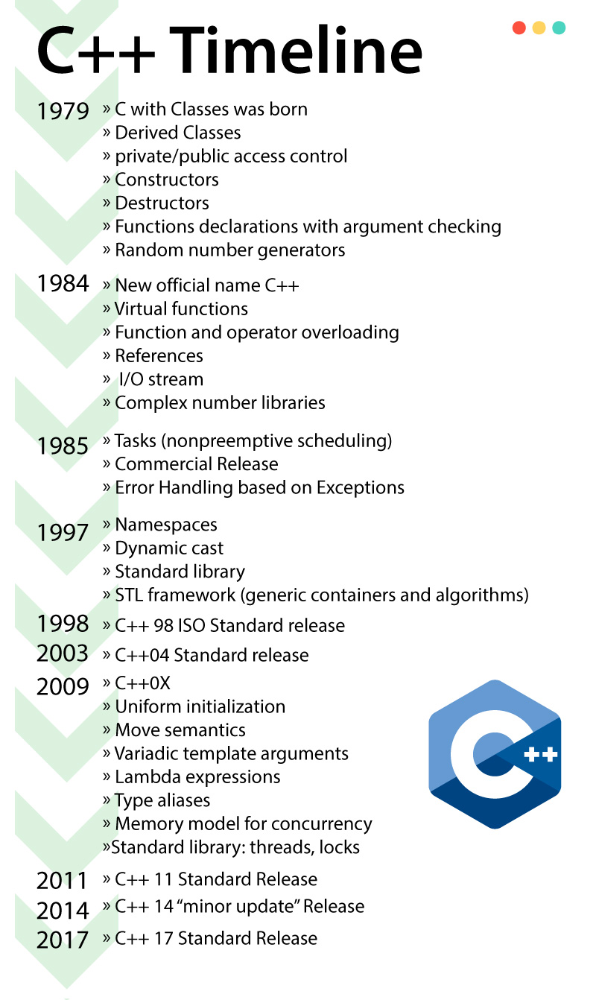 C++ Timeline
1979 » C with Classes was born
» Derived Classes
» private/public access control
» Constructors
» Destructors
» Functions declarations with argument checking
» Random number generators
1984 » New official name C++
» Virtual functions
» Function and operator overloading
» References
» I/O stream
» Complex number libraries
1985 » Tasks (nonpreemptive scheduling)
» Commercial Release
» Error Handling based on Exceptions
1997 » Namespaces
» Dynamic cast
» Standard library
» STL framework (generic containers and algorithms)
1998 » C++ 98 ISO Standard release
2003 » C++04 Standard release
2009 » C++0X
» Uniform initialization
» Move semantics
» Variadic template arguments
» Lambda expressions
» Type aliases
» Memory model for concurrency
»Standard library: threads, locks
C++
2011 » C++ 11 Standard Release
2014 » C++ 14 “minor update” Release
2017 » C++ 17 Standard Release